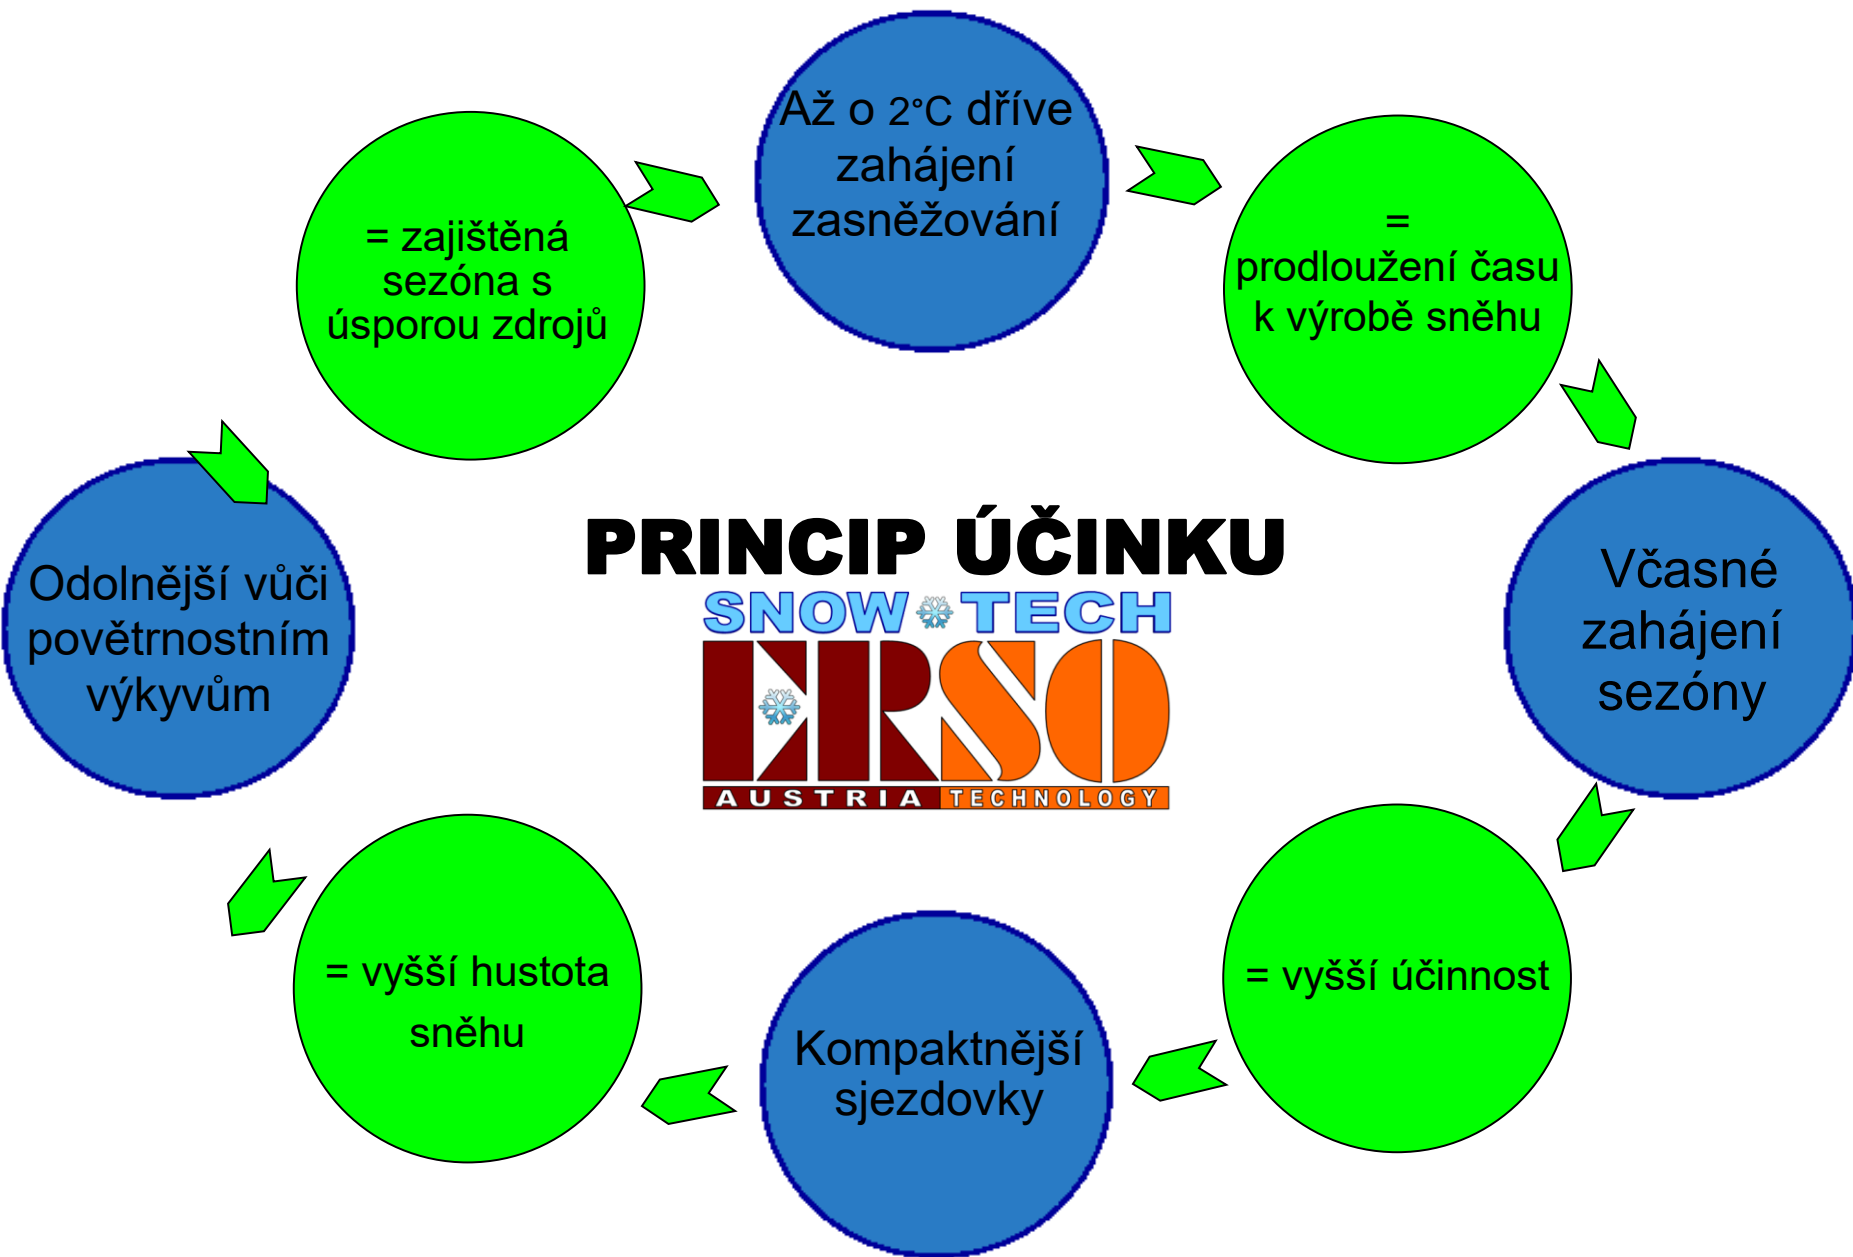 Až o 2°C dříve
zahájení
zasněžování
=
prodloužení času
k výrobě sněhu
Včasné
zahájení
sezóny
= vyšší účinnost
Kompaktnější
sjezdovky
= vyšší hustota
sněhu
Odolnější vůči
povětrnostním
výkyvům
= zajištěná
sezóna s
úsporou zdrojů
PRINCIP ÚČINKU
SNOW TECH
ERSO
AUSTRIA TECHNOLOGY